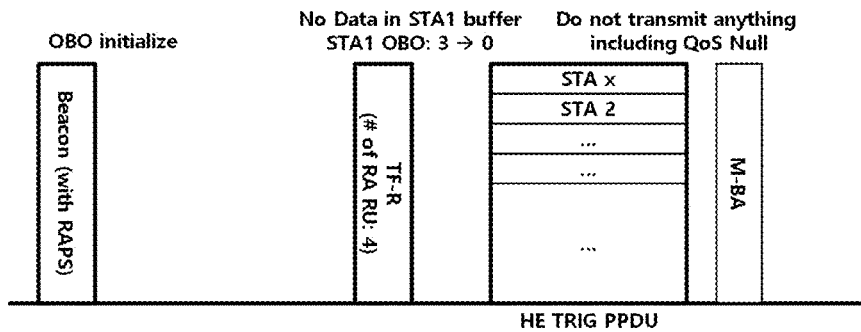 OBO initialize
No Data in STA1 buffer
STA1 OBO: 3 → 0
Do not transmit anything
including QoS Null
Beacon (with RAPS)
TF-R
(# of RA RU: 4)
STA x
STA 2
...
...
...
M-BA
HE TRIG PPDU